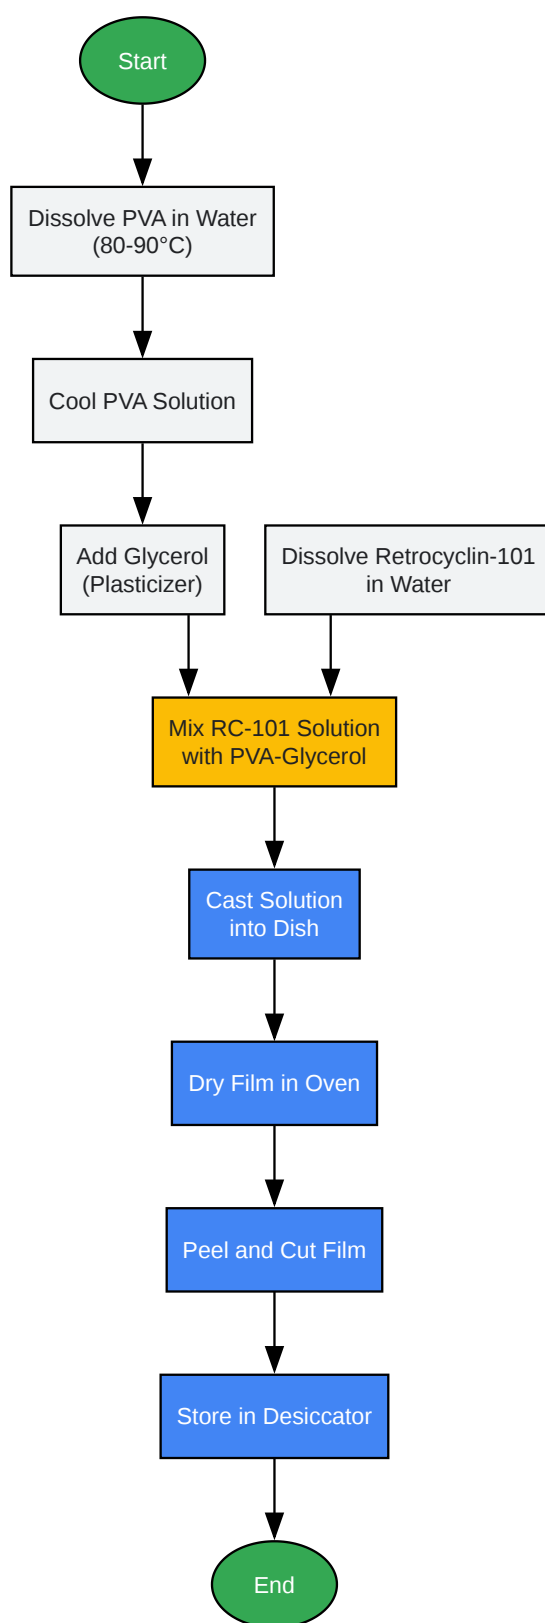 Start
Dissolve PVA in Water
(80-90°C)
Cool PVA Solution
Add Glycerol
(Plasticizer)
Dissolve Retrocyclin-101
in Water
Mix RC-101 Solution
with PVA-Glycerol
Cast Solution
into Dish
Dry Film in Oven
Peel and Cut Film
Store in Desiccator
End